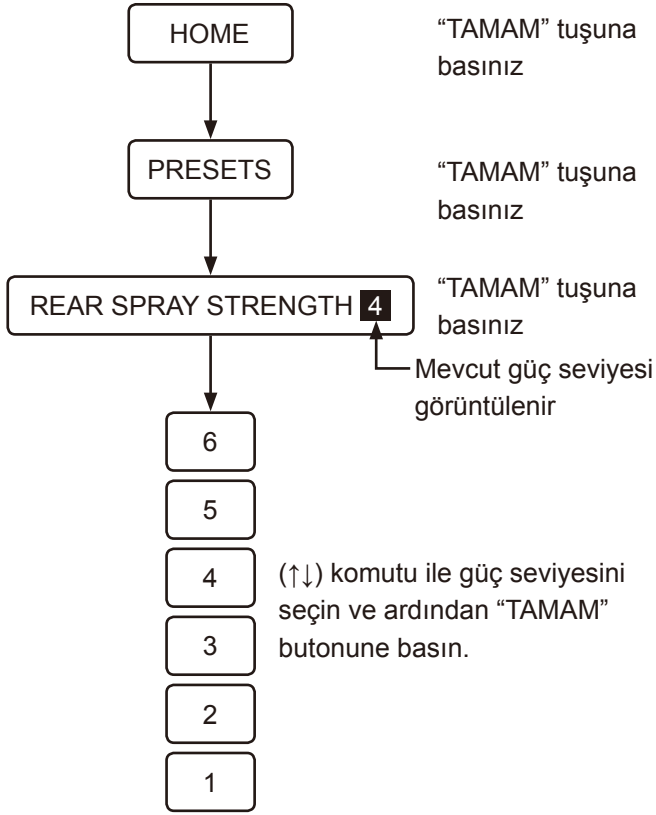 HOME
“TAMAM” tuşuna
basınız
PRESETS
“TAMAM” tuşuna
basınız
REAR SPRAY STRENGTH 4
“TAMAM” tuşuna
basınız
Mevcut güç seviyesi
görüntülenir
6
5
4
(↑↓) komutu ile güç seviyesini
seçin ve ardından “TAMAM”
butonune basın.
3
2
1